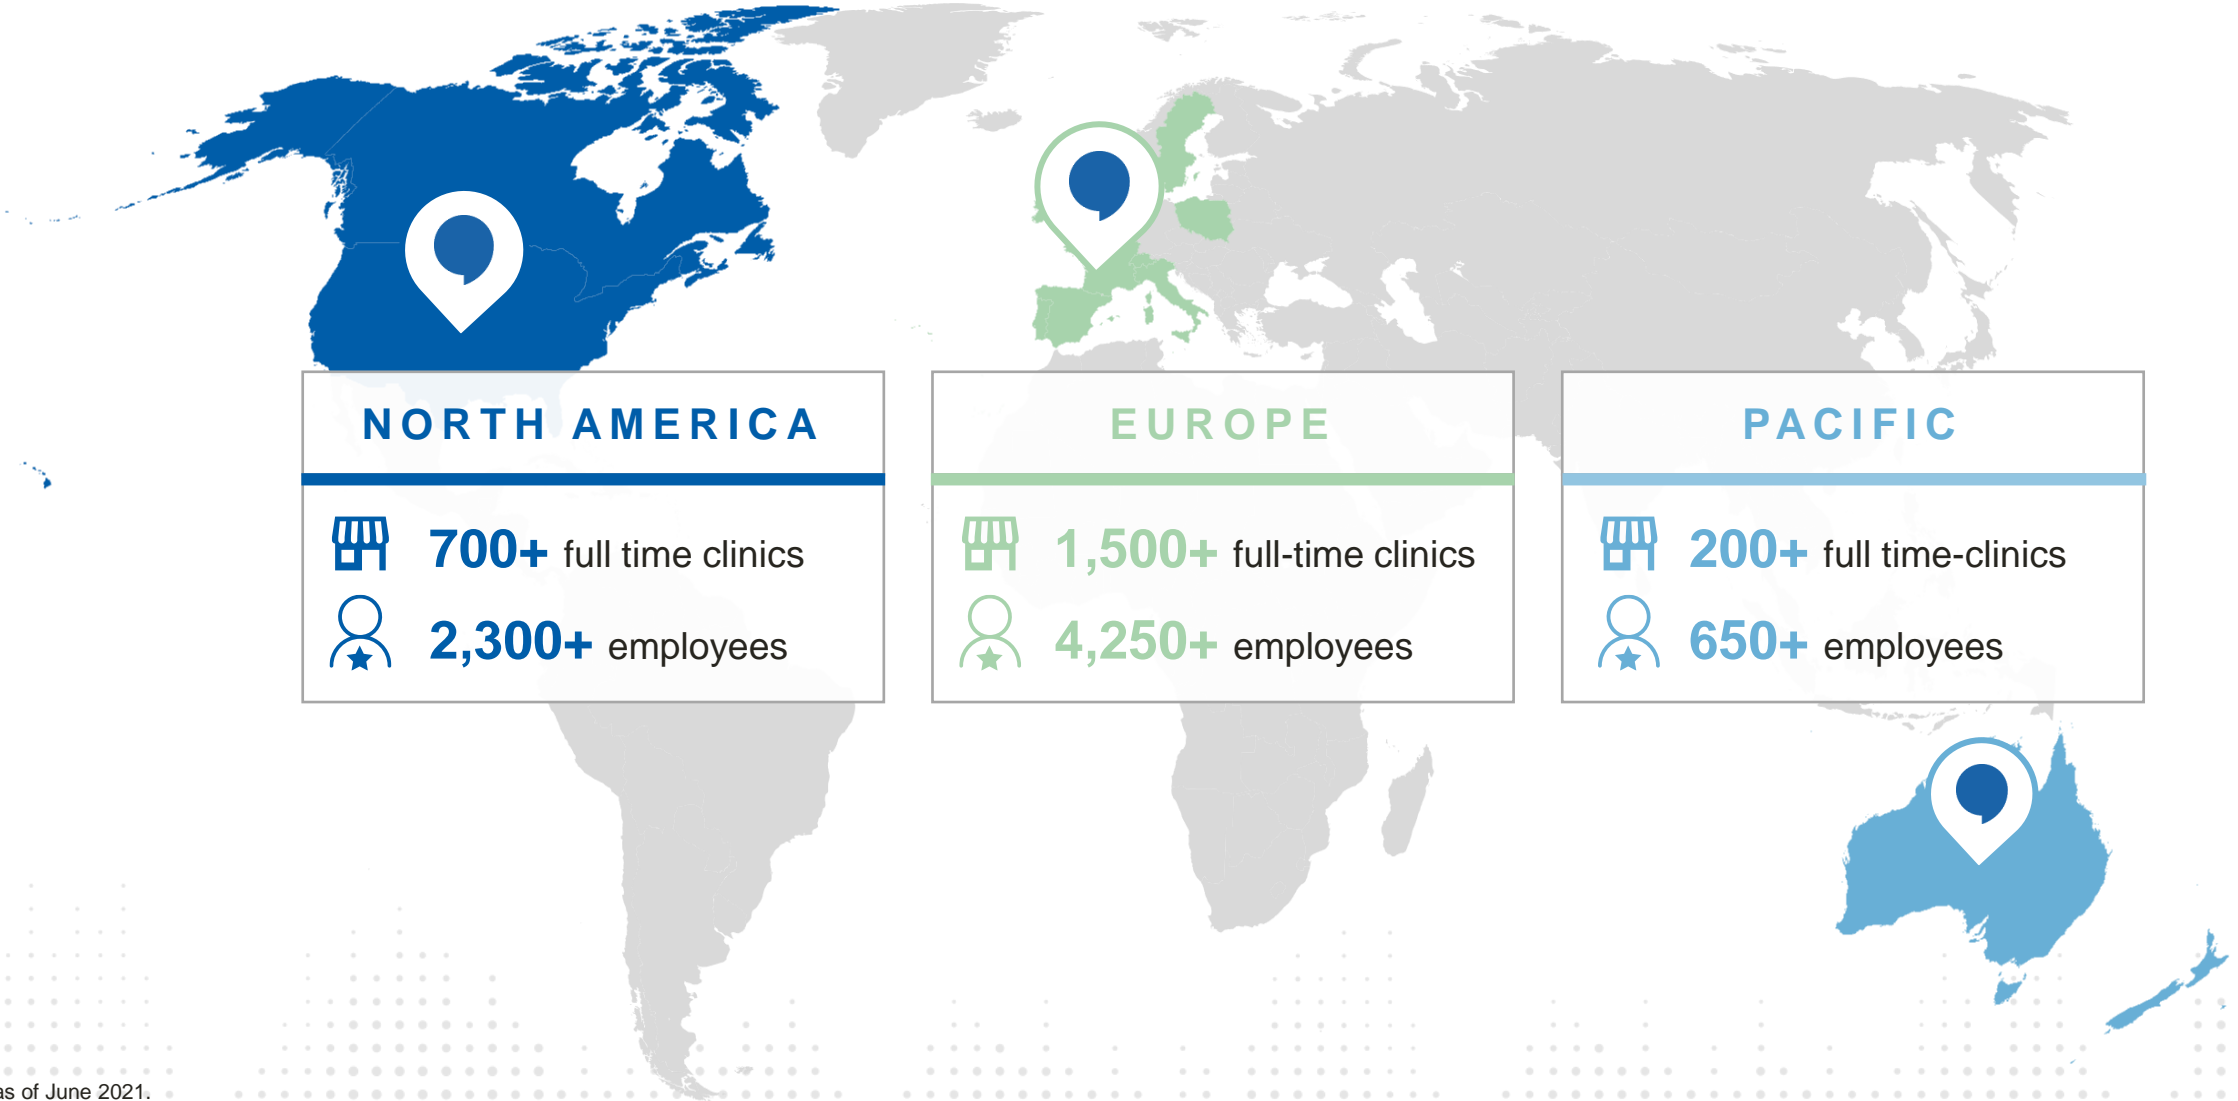 NORTH AMERICA
700+ full time clinics
2,300+ employees
EUROPE
1,500+ full-time clinics
4,250+ employees
PACIFIC
200+ full time-clinics
650+ employees
as of June 2021.